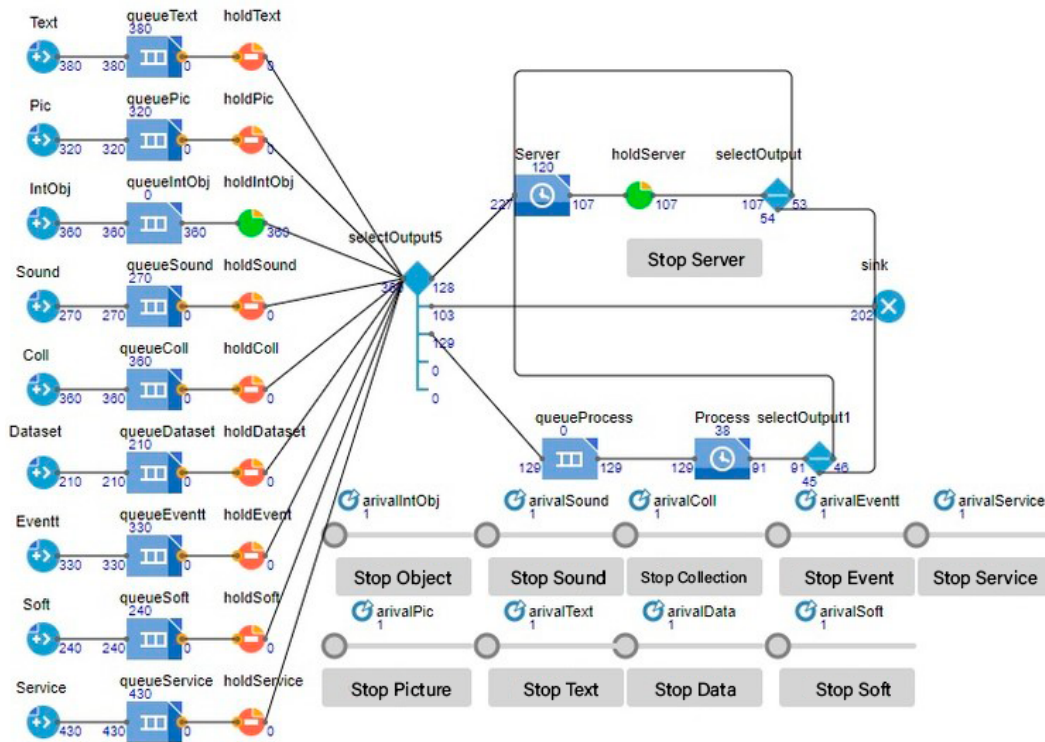 Text
queueText
holdText
380
380
380
0
0
Pic
queuePic
holdPic
320
320
320
0
0
IntObj
queueIntObj
holdIntObj
0
360
360
360
360
Sound
queueSound
holdSound
270
270
270
0
0
Coll
queueColl
holdColl
360
360
360
0
0
Dataset
queueDataset
holdDataset
210
210
210
0
0
Eventt
queueEventt
holdEvent
330
330
330
0
0
Soft
queueSoft
holdSoft
240
240
240
0
0
Service
queueService
holdService
430
430
430
0
0
selectOutput5
360
128
103
129
0
0
Server
holdServer
selectOutput
120
227
107
107
107
53
54
Stop Server
sink
202
queueProcess
Process
selectOutput1
0
38
129
129
129
91
91
46
45
arivalIntObj
arivalSound
arivalColl
arivalEventt
arivalService
1
1
1
1
1
Stop Object
Stop Sound
Stop Collection
Stop Event
Stop Service
arivalPic
arivalText
arivalData
arivalSoft
1
1
1
1
Stop Picture
Stop Text
Stop Data
Stop Soft